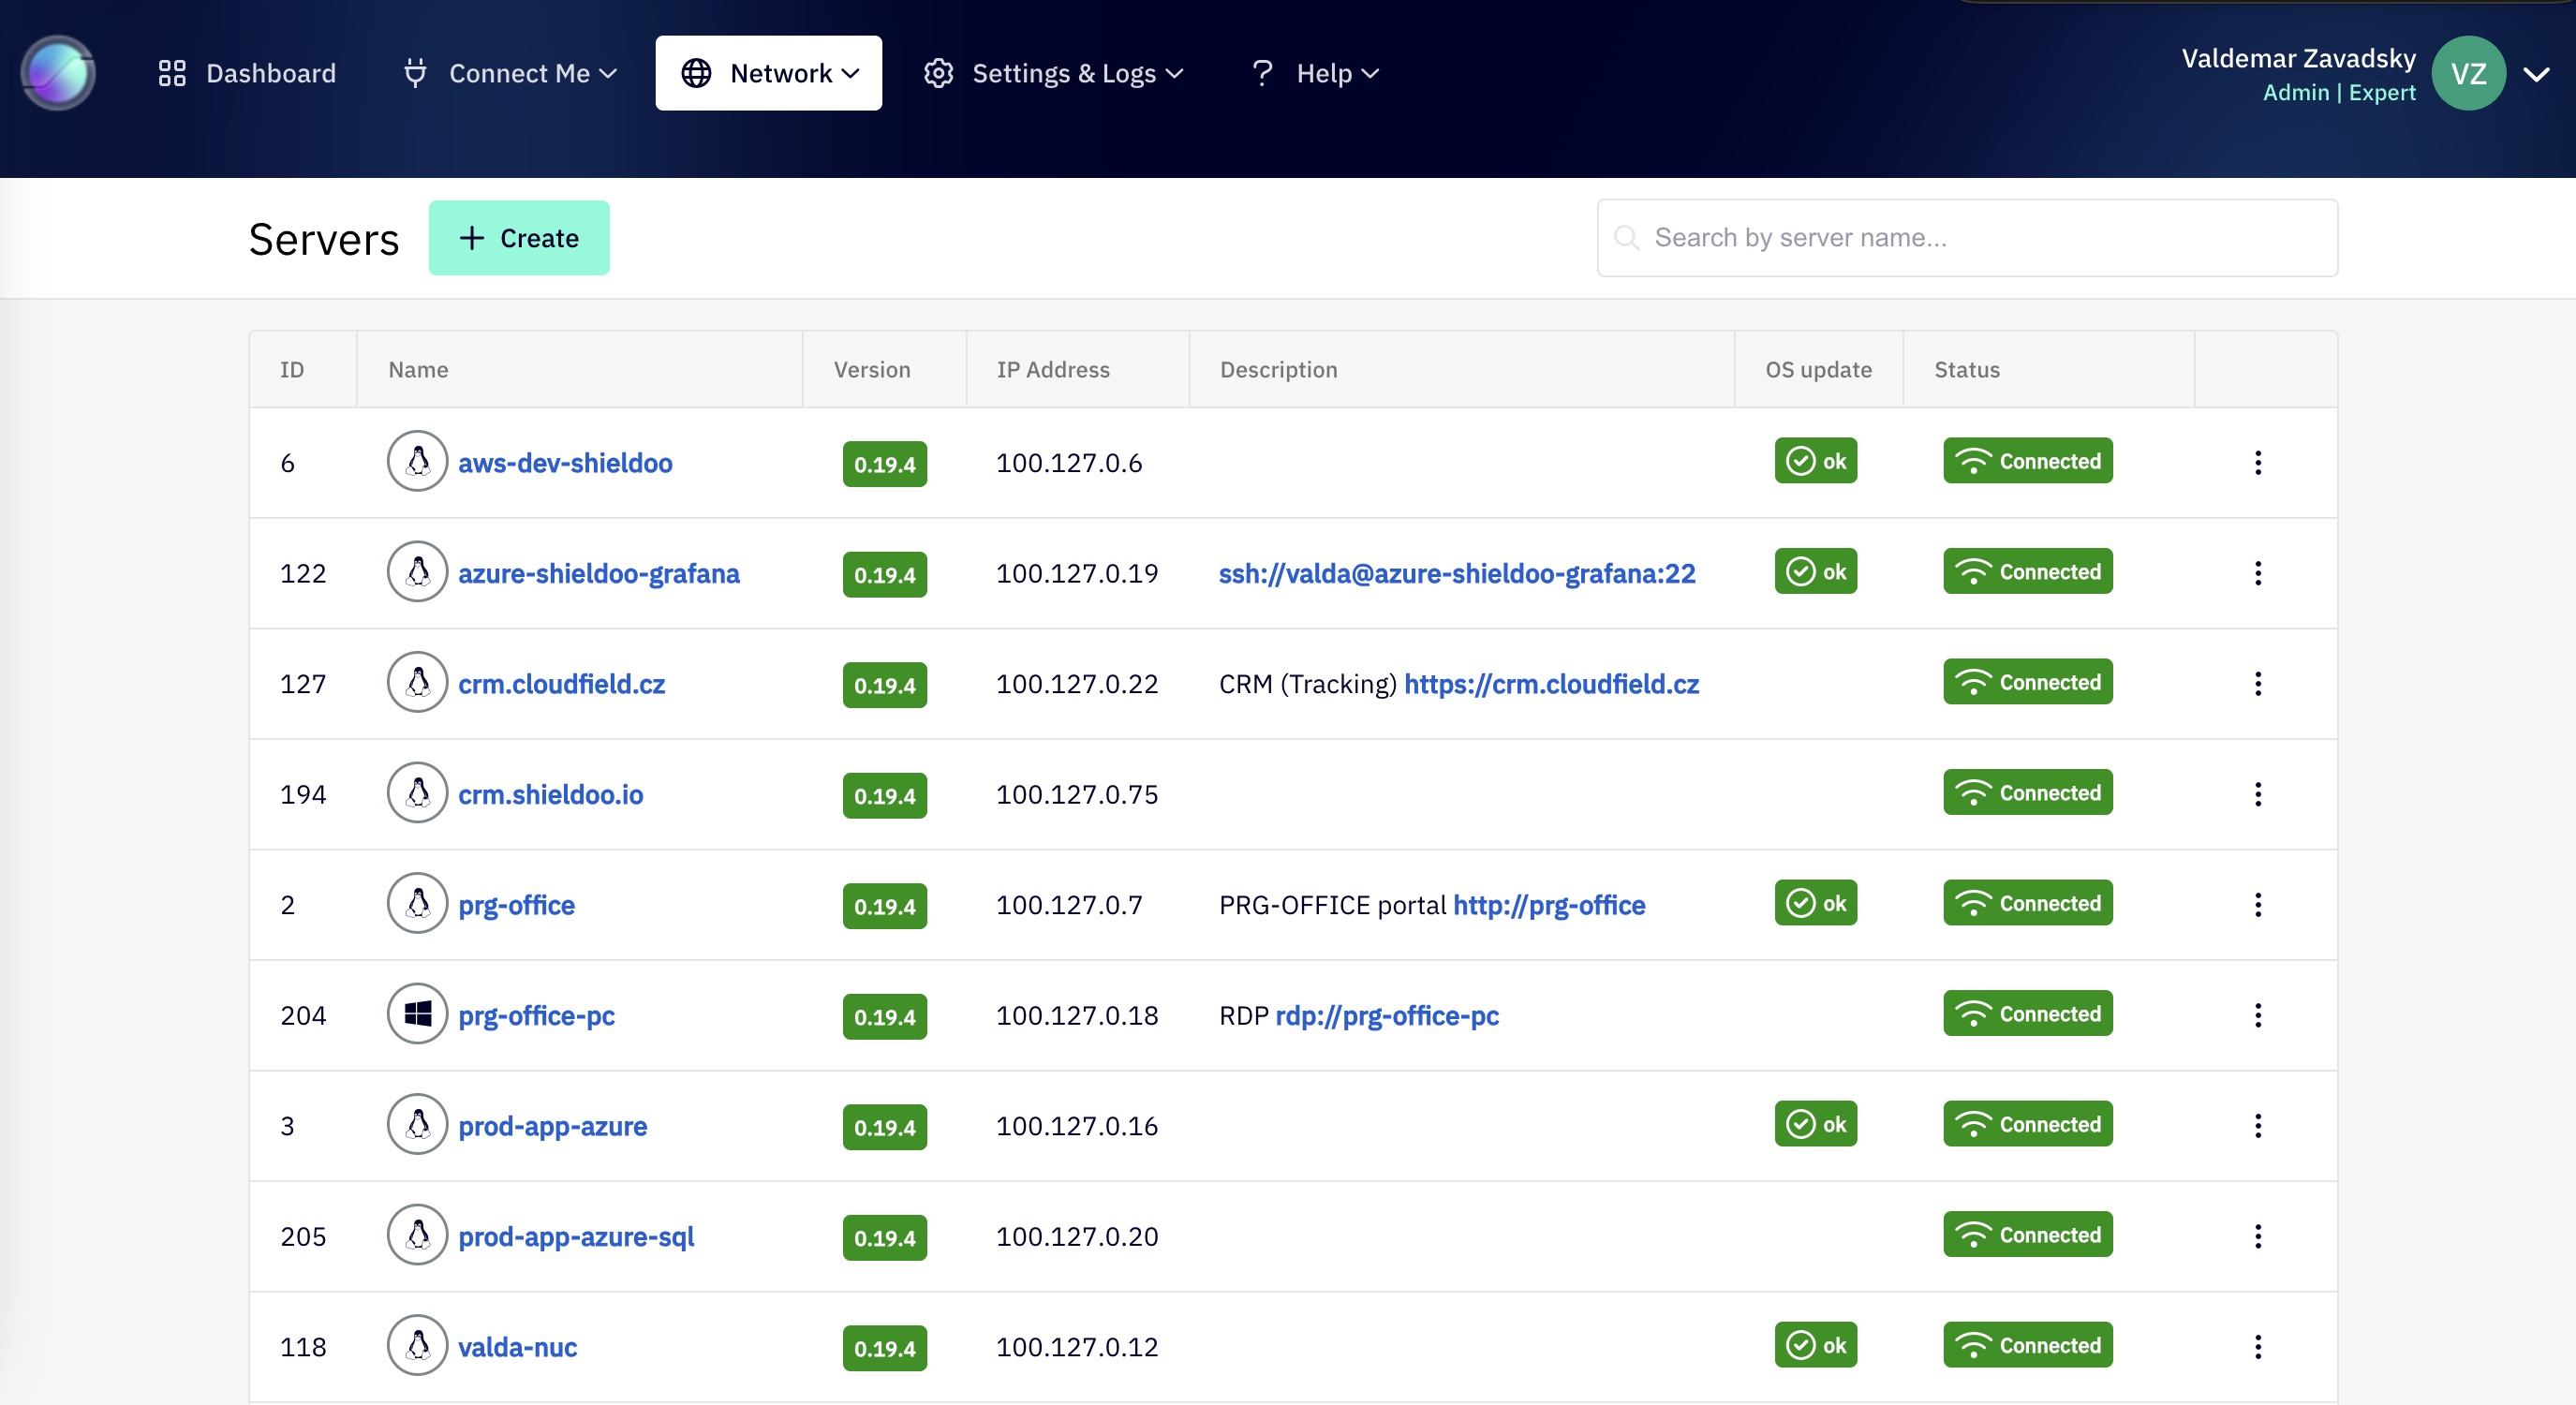 Dashboard Connect Me Network Settings & Logs Help Valdemar Zavadsky VZ
Admin | Expert
Servers Create Search by server name...
ID Name Version IP Address Description OS update Status
6 aws-dev-shieldoo 0.19.4 100.127.0.6 ok Connected
122 azure-shieldoo-grafana 0.19.4 100.127.0.19 ssh://valda@azure-shieldoo-grafana:22 ok Connected
127 crm.cloudfield.cz 0.19.4 100.127.0.22 CRM (Tracking) https://crm.cloudfield.cz Connected
194 crm.shieldoo.io 0.19.4 100.127.0.75 Connected
2 prg-office 0.19.4 100.127.0.7 PRG-OFFICE portal http://prg-office ok Connected
204 prg-office-pc 0.19.4 100.127.0.18 RDP rdp://prg-office-pc Connected
3 prod-app-azure 0.19.4 100.127.0.16 ok Connected
205 prod-app-azure-sql 0.19.4 100.127.0.20 Connected
118 valda-nuc 0.19.4 100.127.0.12 ok Connected